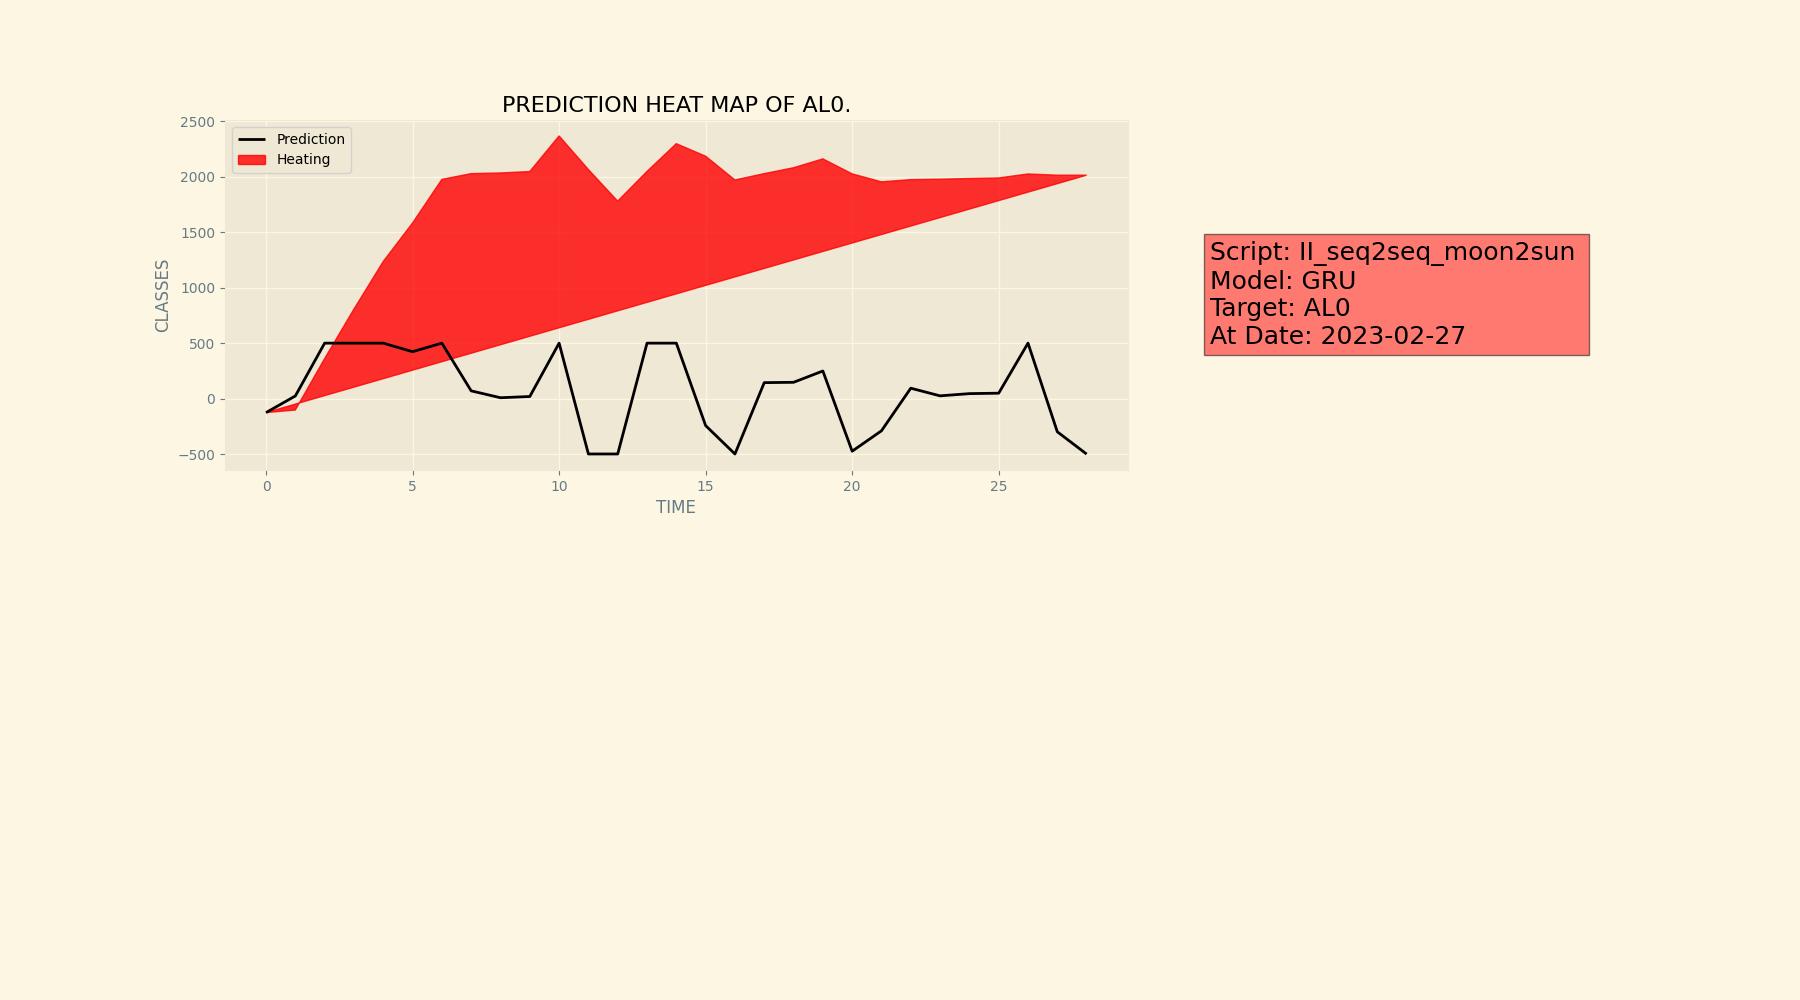 PREDICTION HEAT MAP OF AL0.
Prediction
Heating
2500
2000
1500
1000
500
0
−500
CLASSES
0 5 10 15 20 25
TIME
Script: II_seq2seq_moon2sun
Model: GRU
Target: AL0
At Date: 2023-02-27